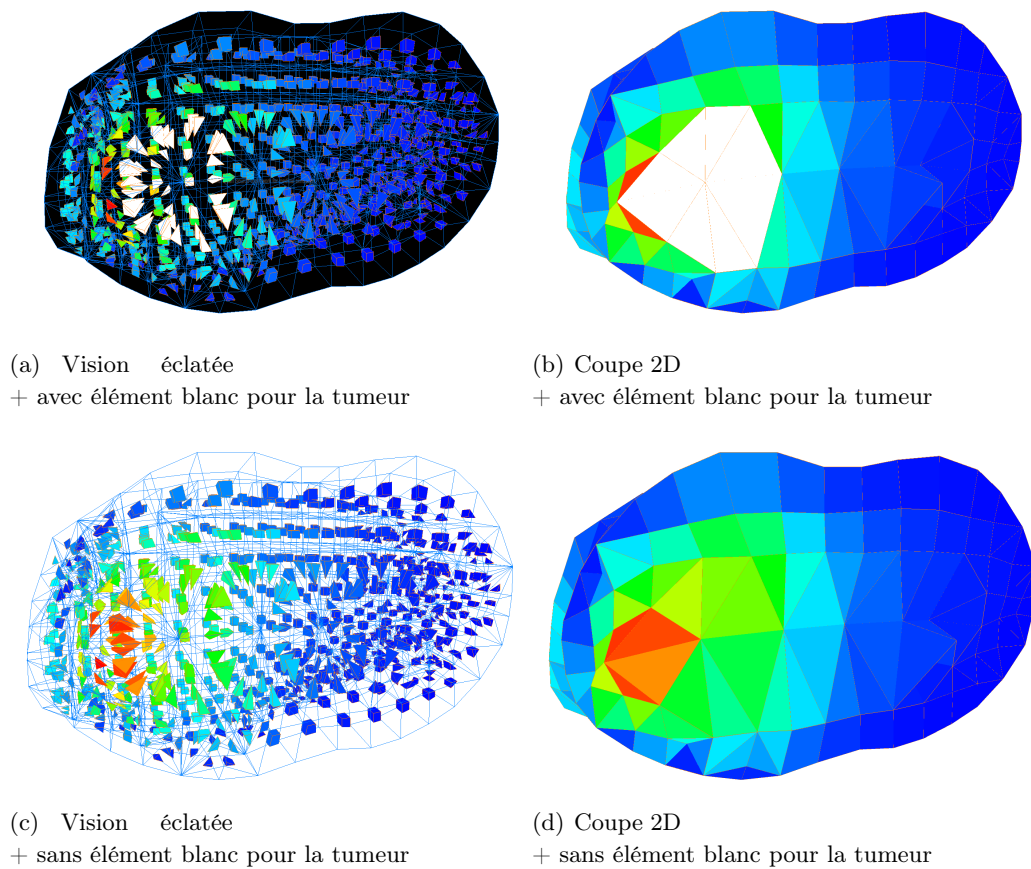 (a) Vision éclatée
+ avec élément blanc pour la tumeur
(b) Coupe 2D
+ avec élément blanc pour la tumeur
(c) Vision éclatée
+ sans élément blanc pour la tumeur
(d) Coupe 2D
+ sans élément blanc pour la tumeur